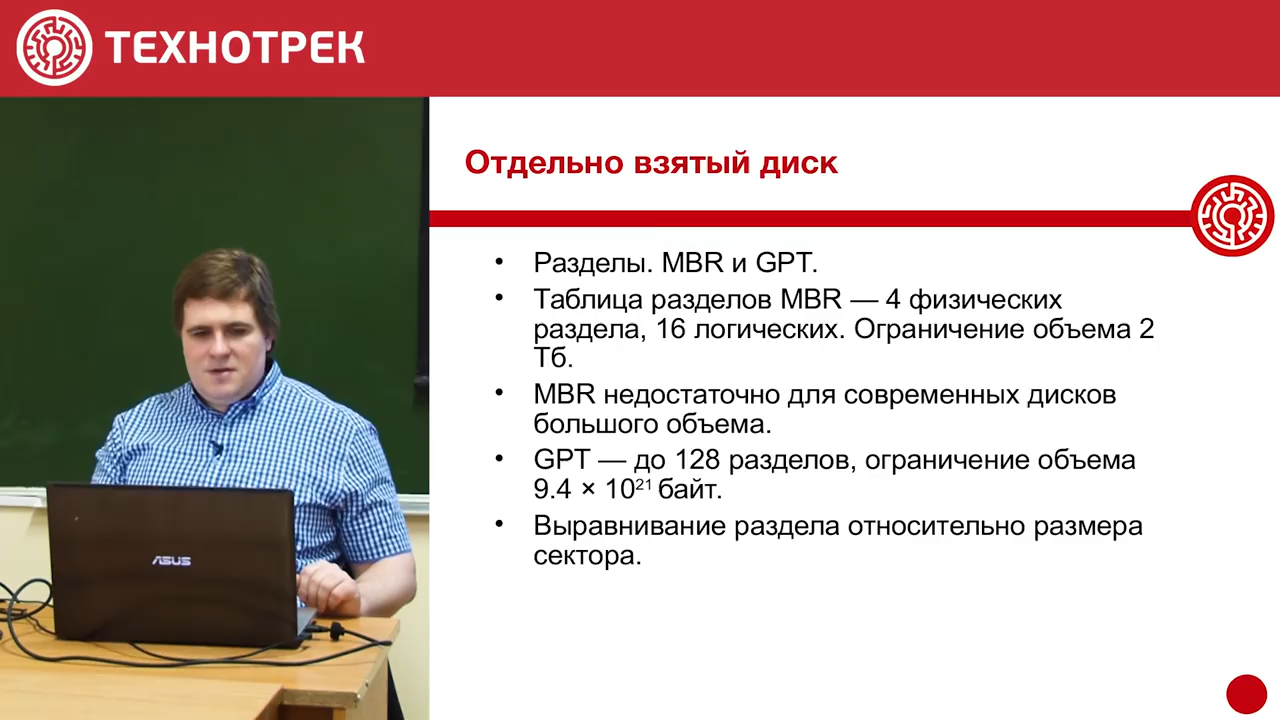 ТЕХНОТРЕК
Отдельно взятый диск
• Разделы. MBR и GPT.
• Таблица разделов MBR — 4 физических
раздела, 16 логических. Ограничение объема 2
Тб.
• MBR недостаточно для современных дисков
большого объема.
• GPT — до 128 разделов, ограничение объема
9.4 × 10²¹ байт.
• Выравнивание раздела относительно размера
сектора.
ASUS